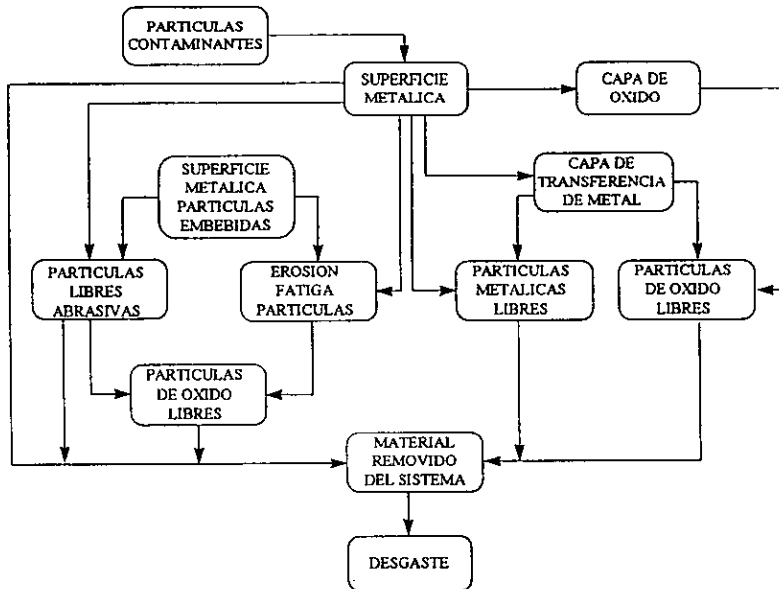 PARTICULAS
CONTAMINANTES
SUPERFICIE
METALICA
CAPA DE
OXIDO
SUPERFICIE
METALICA
PARTICULAS
EMBEBIDAS
CAPA DE
TRANSFERENCIA
DE METAL
PARTICULAS
LIBRES
ABRASIVAS
EROSION
FATIGA
PARTICULAS
PARTICULAS
METALICAS
LIBRES
PARTICULAS
DE OXIDO
LIBRES
PARTICULAS
DE OXIDO
LIBRES
MATERIAL
REMOVIDO
DEL SISTEMA
DESGASTE